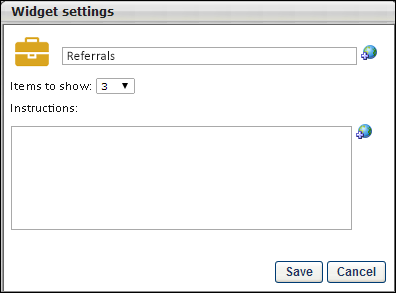 Widget settings
Referrals
Items to show: 3
Instructions:
Save Cancel